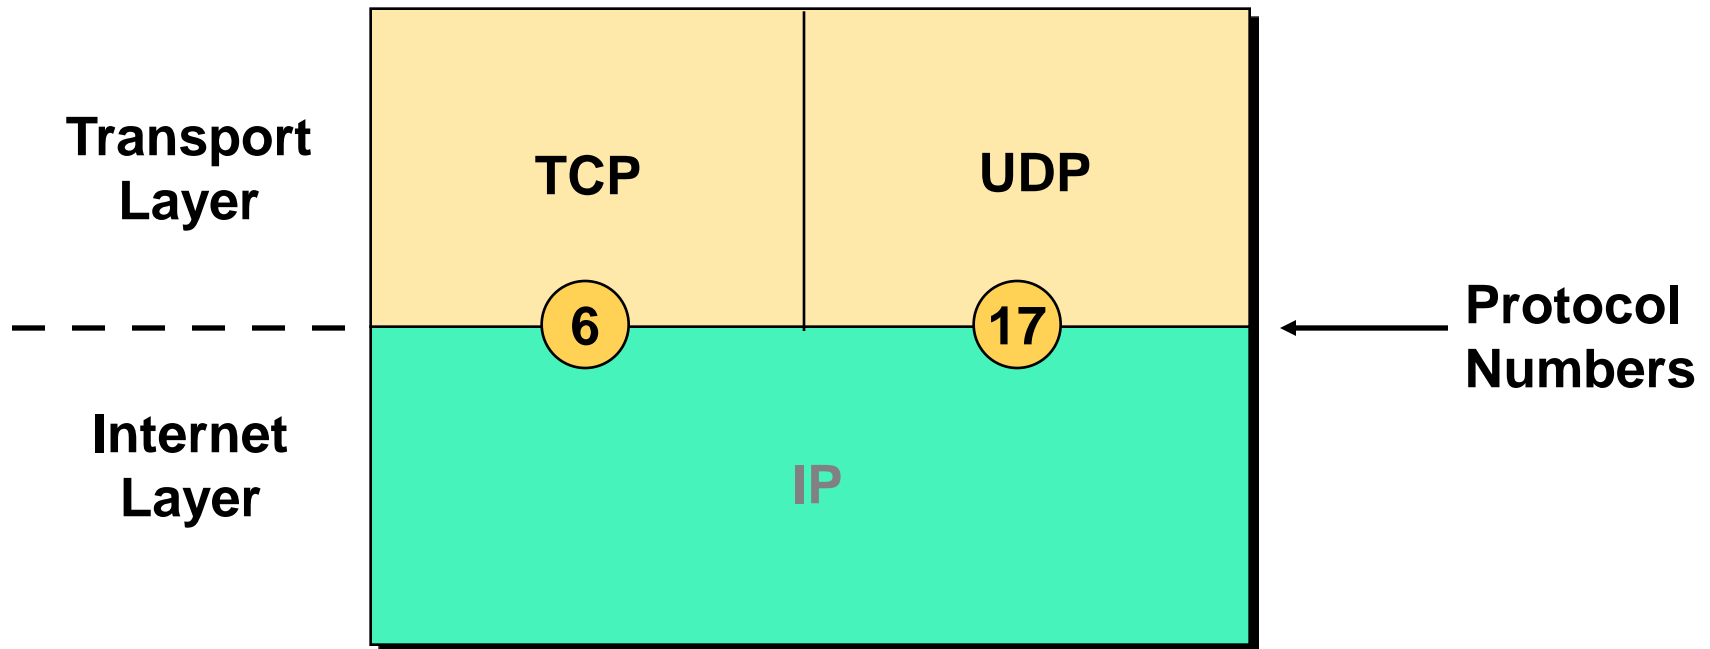 Transport
Layer
TCP
UDP
6
17
Protocol
Numbers
Internet
Layer
IP